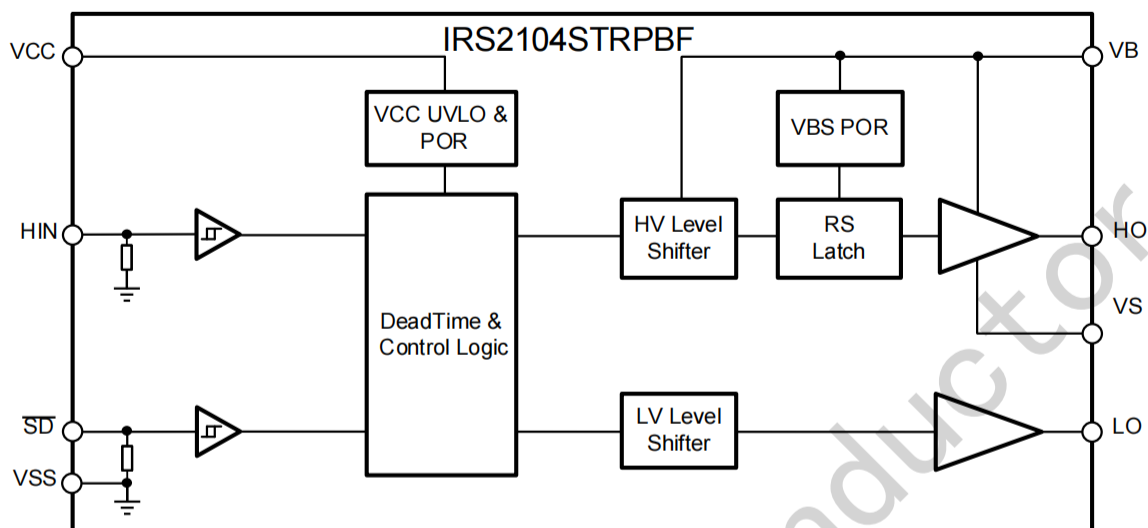 IRS2104STRPBF
VCC
VB
VCC UVLO &
POR
VBS POR
HIN
HV Level
Shifter
RS
Latch
HO
VS
DeadTime &
Control Logic
SD
LV Level
Shifter
LO
VSS